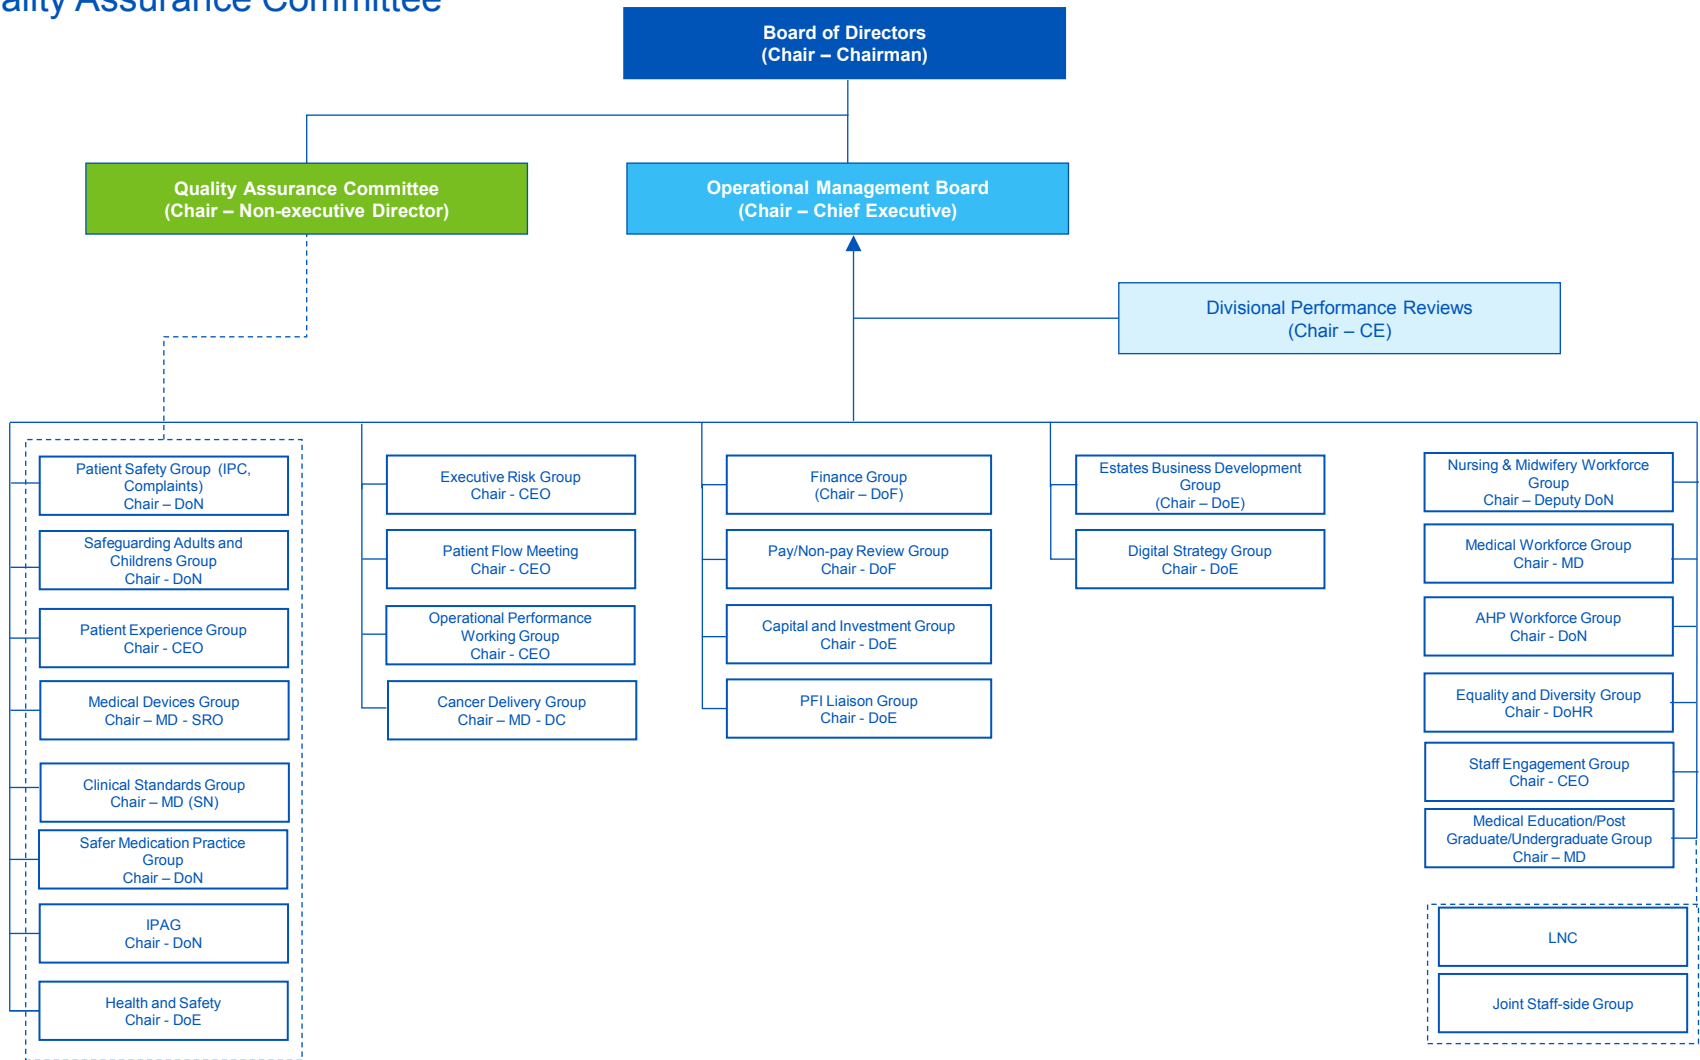 ality Assurance Committee
Board of Directors
(Chair – Chairman)
Quality Assurance Committee
(Chair – Non-executive Director)
Operational Management Board
(Chair – Chief Executive)
Divisional Performance Reviews
(Chair – CE)
Patient Safety Group (IPC,
Complaints)
Chair – DoN
Safeguarding Adults and
Childrens Group
Chair - DoN
Patient Experience Group
Chair - CEO
Medical Devices Group
Chair – MD - SRO
Clinical Standards Group
Chair – MD (SN)
Safer Medication Practice
Group
Chair – DoN
IPAG
Chair - DoN
Health and Safety
Chair - DoE
Executive Risk Group
Chair - CEO
Patient Flow Meeting
Chair - CEO
Operational Performance
Working Group
Chair - CEO
Cancer Delivery Group
Chair – MD - DC
Finance Group
(Chair – DoF)
Pay/Non-pay Review Group
Chair - DoF
Capital and Investment Group
Chair - DoE
PFI Liaison Group
Chair - DoE
Estates Business Development
Group
(Chair – DoE)
Digital Strategy Group
Chair - DoE
Nursing & Midwifery Workforce
Group
Chair – Deputy DoN
Medical Workforce Group
Chair - MD
AHP Workforce Group
Chair - DoN
Equality and Diversity Group
Chair - DoHR
Staff Engagement Group
Chair - CEO
Medical Education/Post
Graduate/Undergraduate Group
Chair – MD
LNC
Joint Staff-side Group